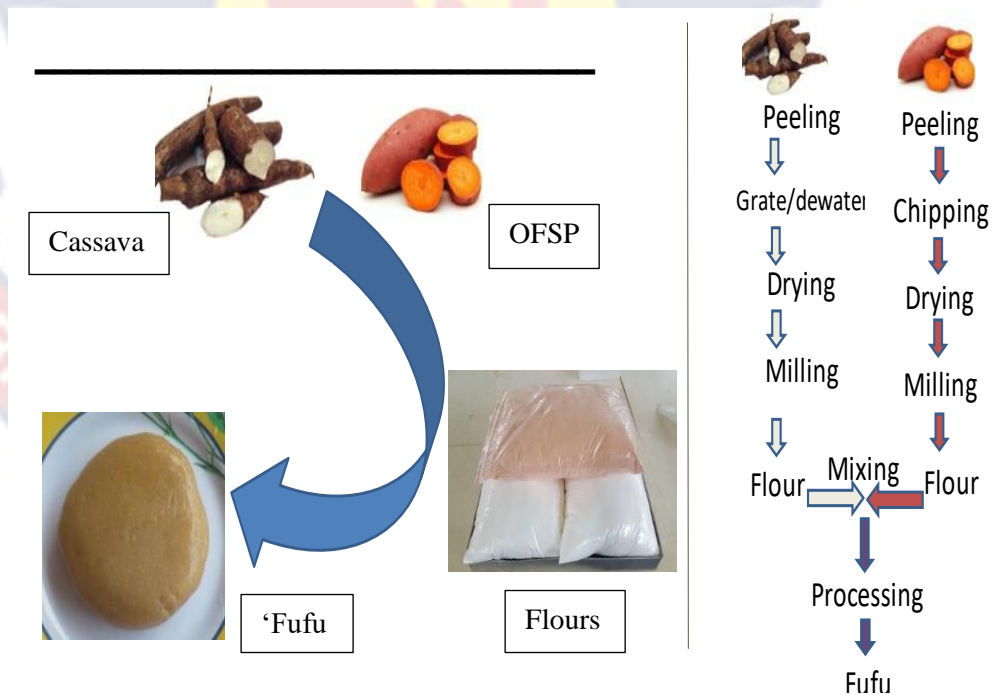 Cassava
OFSP
‘Fufu
Flours
Peeling
Peeling
Grate/dewater
Chipping
Drying
Drying
Milling
Milling
Mixing
Flour
Flour
Processing
Fufu